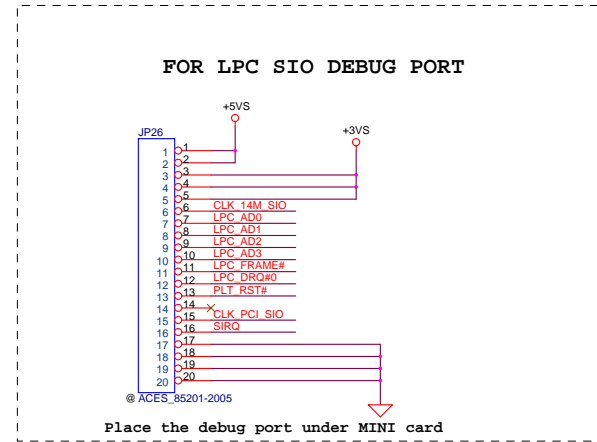 FOR LPC SIO DEBUG PORT
+5VS
JP26
+3VS
1 1
2 2
3 3
4 4
5 5
6 6 CLK_14M_SIO
7 7 LPC_AD0
8 8 LPC_AD1
9 9 LPC_AD2
10 10 LPC_AD3
11 11 LPC_FRAME#
12 12 LPC_DRQ#0
13 13 PLT_RST#
14 14
15 15 CLK_PCI_SIO
16 16 SIRQ
17 17
18 18
19 19
20 20
@ ACES_85201-2005
Place the debug port under MINI card